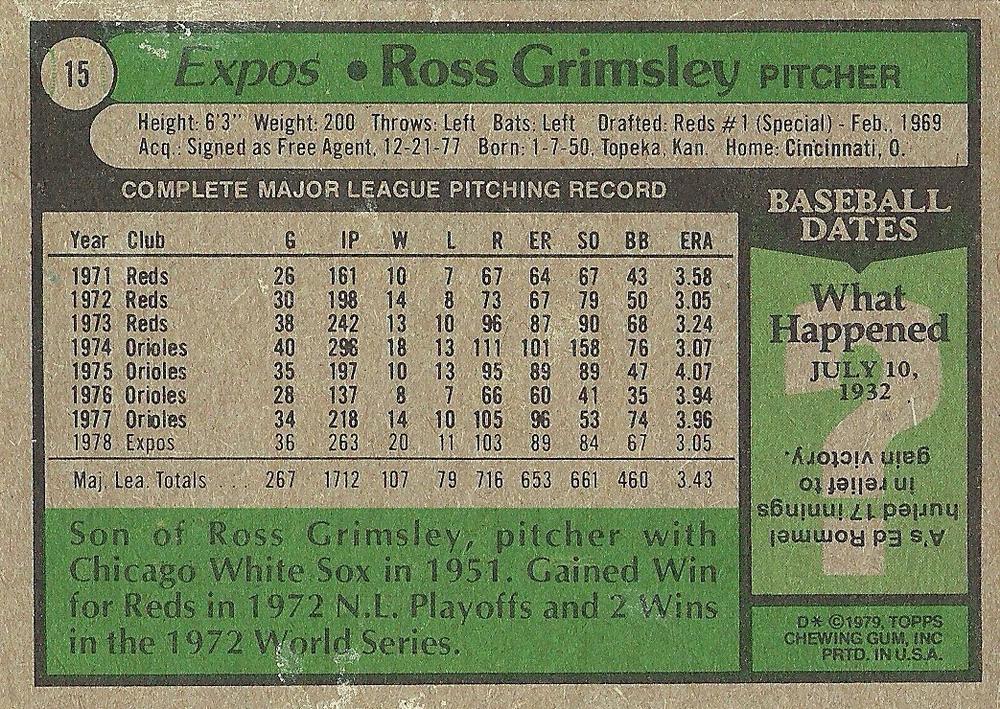 15
Expos • Ross Grimsley PITCHER
Height: 6'3" Weight: 200 Throws: Left Bats: Left Drafted: Reds #1 (Special) - Feb., 1969
Acq.: Signed as Free Agent, 12-21-77 Born: 1-7-50, Topeka, Kan. Home: Cincinnati, O.
COMPLETE MAJOR LEAGUE PITCHING RECORD
Year Club G IP W L R ER SO BB ERA
1971 Reds 26 161 10 7 67 64 67 43 3.58
1972 Reds 30 198 14 8 73 67 79 50 3.05
1973 Reds 38 242 13 10 96 87 90 68 3.24
1974 Orioles 40 296 18 13 111 101 158 76 3.07
1975 Orioles 35 197 10 13 95 89 89 47 4.07
1976 Orioles 28 137 8 7 66 60 41 35 3.94
1977 Orioles 34 218 14 10 105 96 53 74 3.96
1978 Expos 36 263 20 11 103 89 84 67 3.05
Maj. Lea. Totals . . . 267 1712 107 79 716 653 661 460 3.43
Son of Ross Grimsley, pitcher with
Chicago White Sox in 1951. Gained Win
for Reds in 1972 N.L. Playoffs and 2 Wins
in the 1972 World Series.
BASEBALL
DATES
What
Happened
JULY 10,
1932
?
A's Ed Rommel
hurled 17 innings
in relief to
gain victory.
D* ©1979, TOPPS
CHEWING GUM, INC
PRTD. IN U.S.A.